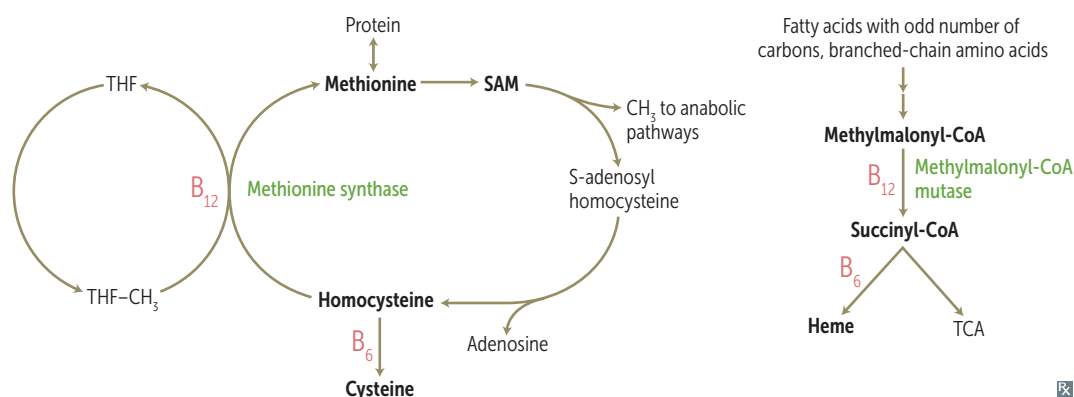 Protein
THF
Methionine
SAM
CH₃ to anabolic
pathways
B₁₂
Methionine synthase
S-adenosyl
homocysteine
THF–CH₃
Homocysteine
B₆
Adenosine
Cysteine
Fatty acids with odd number of
carbons, branched-chain amino acids
Methylmalonyl-CoA
B₁₂
Methylmalonyl-CoA
mutase
Succinyl-CoA
B₆
Heme
TCA
℞